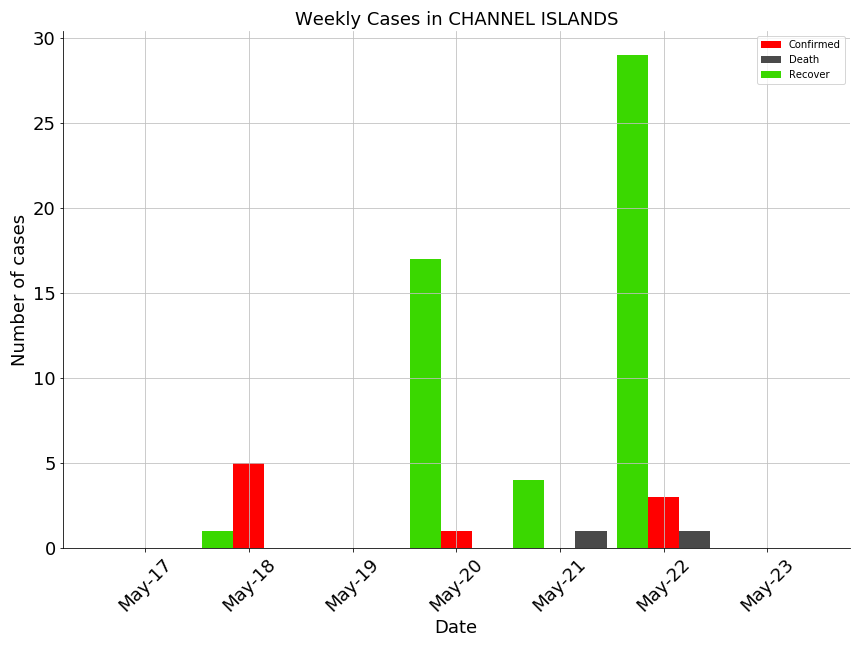 Weekly Cases in CHANNEL ISLANDS
Confirmed
Death
Recover
Number of cases
30
25
20
15
10
5
0
May-17
May-18
May-19
May-20
May-21
May-22
May-23
Date